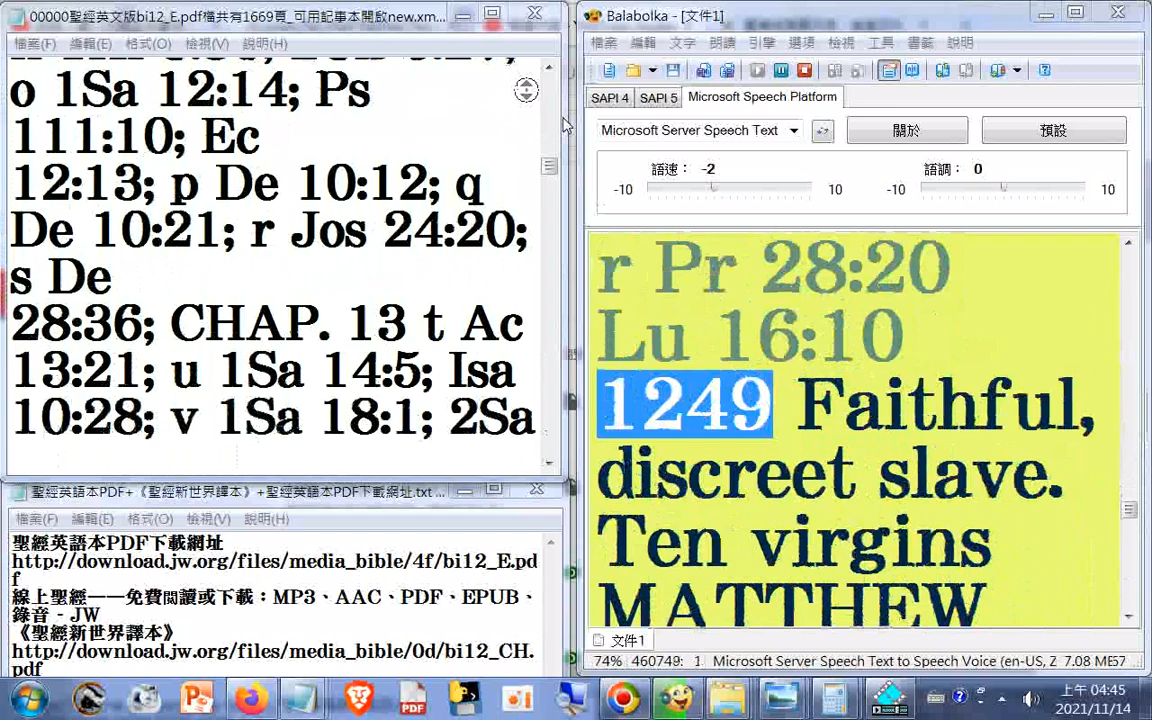 00000聖經英文版bi12_E.pdf檔共有1669頁_可用記事本開啟new.xm...
檔案(F) 編輯(E) 格式(O) 檢視(V) 說明(H)
o 1Sa 12:14; Ps
111:10; Ec
12:13; p De 10:12; q
De 10:21; r Jos 24:20;
s De
28:36; CHAP. 13 t Ac
13:21; u 1Sa 14:5; Isa
10:28; v 1Sa 18:1; 2Sa
聖經英語本PDF+《聖經新世界譯本》+聖經英語本PDF下載網址.txt ...
檔案(F) 編輯(E) 格式(O) 檢視(V) 說明(H)
聖經英語本PDF下載網址
http://download.jw.org/files/media_bible/4f/bi12_E.pd
f
線上聖經——免費閱讀或下載：MP3、AAC、PDF、EPUB、
錄音 - JW
《聖經新世界譯本》
http://download.jw.org/files/media_bible/0d/bi12_CH.
pdf
Balabolka - [文件1]
檔案 編輯 文字 朗讀 引擎 選項 檢視 工具 書籤 說明
SAPI 4 SAPI 5 Microsoft Speech Platform
Microsoft Server Speech Text 關於 預設
語速： -2 語調： 0
-10 10 -10 10
r Pr 28:20
Lu 16:10
1249 Faithful,
discreet slave.
Ten virgins
MATTHEW
文件1
74% 460749: 1 Microsoft Server Speech Text to Speech Voice (en-US, Z 7.08 ME57
PDF
上午 04:45
2021/11/14